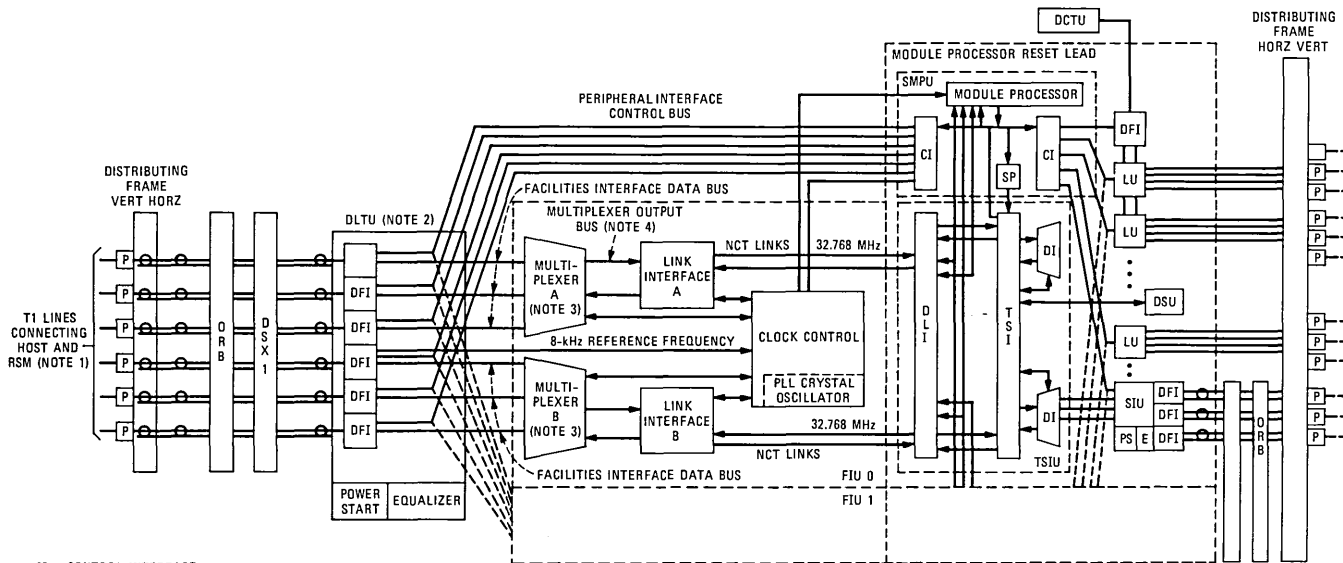 DCTU
DISTRIBUTING
FRAME
HORZ VERT
MODULE PROCESSOR RESET LEAD
SMPU
MODULE PROCESSOR
PERIPHERAL INTERFACE
CONTROL BUS
CI
CI
SP
DFI
LU
LU
LU
DISTRIBUTING
FRAME
VERT HORZ
FACILITIES INTERFACE DATA BUS
DLTU (NOTE 2)
MULTIPLEXER OUTPUT
BUS (NOTE 4)
NCT LINKS
32.768 MHz
MULTI-
PLEXER
A
(NOTE 3)
LINK
INTERFACE
A
CLOCK CONTROL
PLL CRYSTAL
OSCILLATOR
8-kHz REFERENCE FREQUENCY
MULTI-
PLEXER
B
(NOTE 3)
LINK
INTERFACE
B
32.768 MHz
NCT LINKS
FACILITIES INTERFACE DATA BUS
T1 LINES
CONNECTING
HOST AND
RSM (NOTE 1)
P
P
P
P
P
P
ORB
DSX1
DFI
DFI
DFI
DFI
DFI
POWER
START
EQUALIZER
DLI
TSI
DI
DI
TSIU
DSU
SIU
DFI
DFI
PS
E
DFI
ORB
P
P
P
P
P
P
P
P
P
P
FIU 0
FIU 1